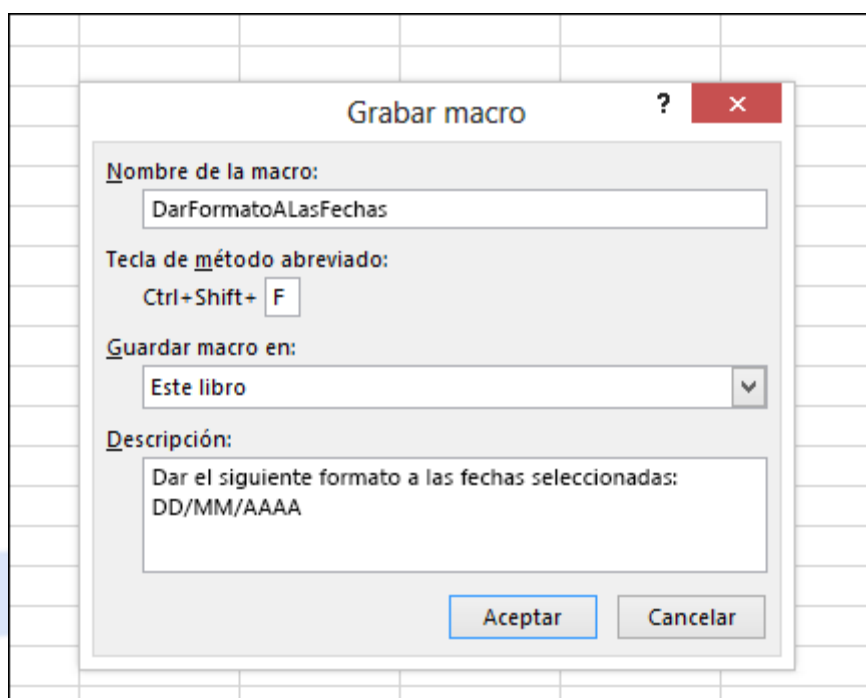 Grabar macro
?
Nombre de la macro:
DarFormatoALasFechas
Tecla de método abreviado:
Ctrl+Shift+ F
Guardar macro en:
Este libro
Descripción:
Dar el siguiente formato a las fechas seleccionadas:
DD/MM/AAAA
Aceptar Cancelar